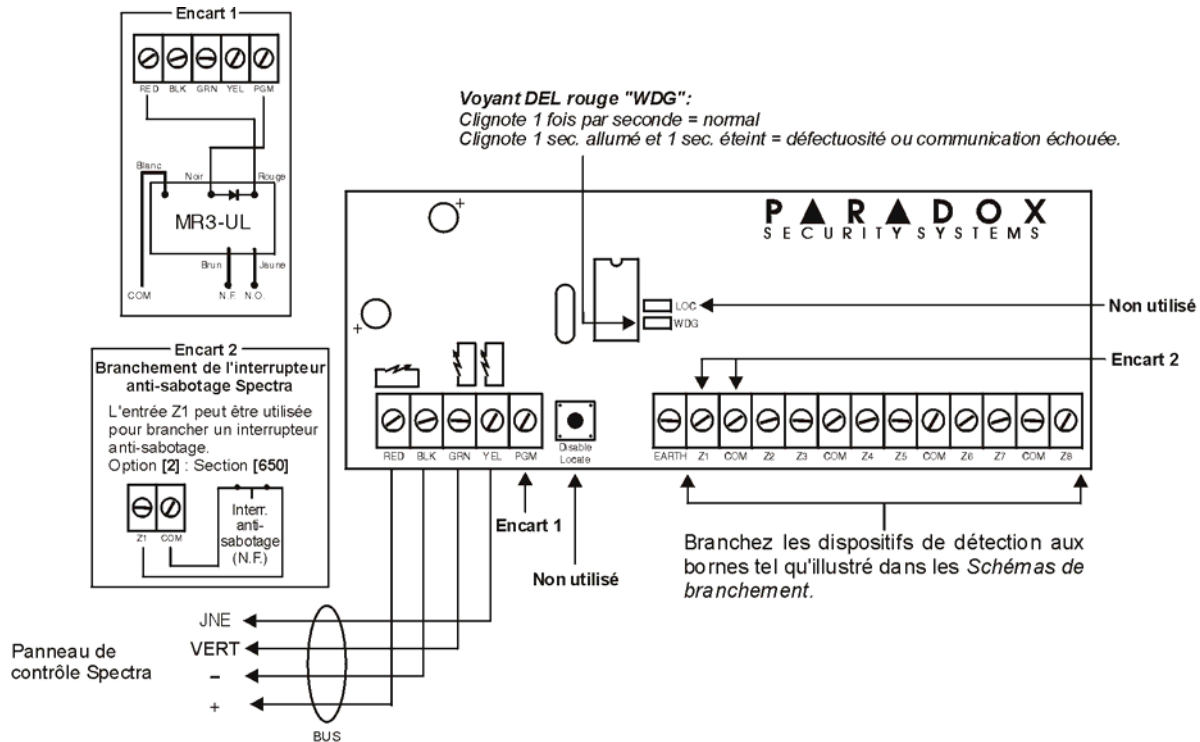 Encart 1
RED BLK GRN YEL PGM
Blanc
Noir
Rouge
MR3-UL
Brun
Jaune
COM
N.F. N.O.
Voyant DEL rouge "WDG":
Clignote 1 fois par seconde = normal
Clignote 1 sec. allumé et 1 sec. éteint = défectuosité ou communication échouée.
PARADOX
SECURITY SYSTEMS
LOC
WDG
Non utilisé
Encart 2
Encart 2
Branchement de l'interrupteur
anti-sabotage Spectra
L'entrée Z1 peut être utilisée
pour brancher un interrupteur
anti-sabotage.
Option [2] : Section [650]
Z1 COM
Interr.
anti-
sabotage
(N.F.)
+
+
RED BLK GRN YEL PGM
Disable
Locate
EARTH Z1 COM Z2 Z3 COM Z4 Z5 COM Z6 Z7 COM Z8
Encart 1
Non utilisé
Branchez les dispositifs de détection aux
bornes tel qu'illustré dans les Schémas de
branchement.
Panneau de
contrôle Spectra
JNE
VERT
-
+
BUS